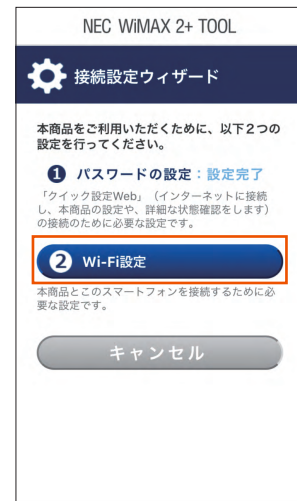 NEC WiMAX 2+ TOOL
接続設定ウィザード
本商品をご利用いただくために、以下2つの
設定を行ってください。
1 パスワードの設定：設定完了
「クイック設定Web」（インターネットに接続
し、本商品の設定や、詳細な状態確認をします）
の接続のために必要な設定です。
2 Wi-Fi設定
本商品とこのスマートフォンを接続するために必
要な設定です。
キャンセル